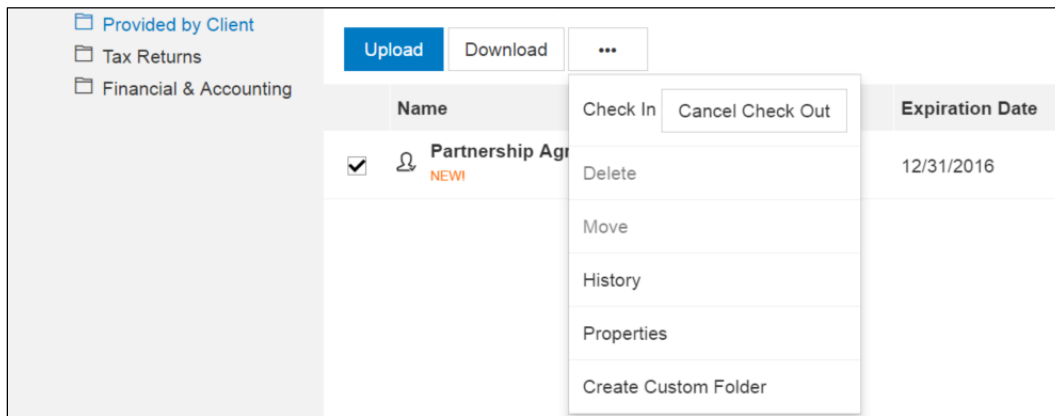 Provided by Client
Tax Returns
Financial & Accounting
Upload Download •••
Name Expiration Date
Check In Cancel Check Out
Partnership Agr 12/31/2016
NEW!
Delete
Move
History
Properties
Create Custom Folder